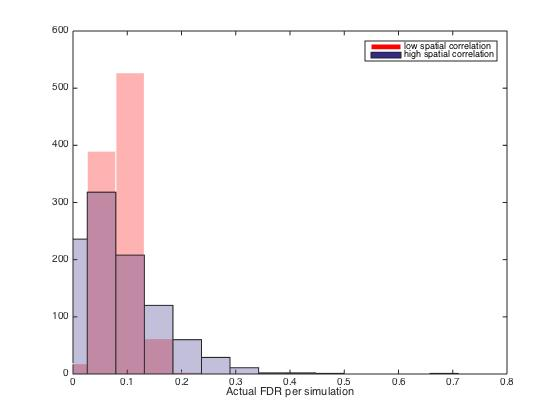 600
500
400
300
200
100
0
0 0.1 0.2 0.3 0.4 0.5 0.6 0.7 0.8
Actual FDR per simulation
low spatial correlation
high spatial correlation